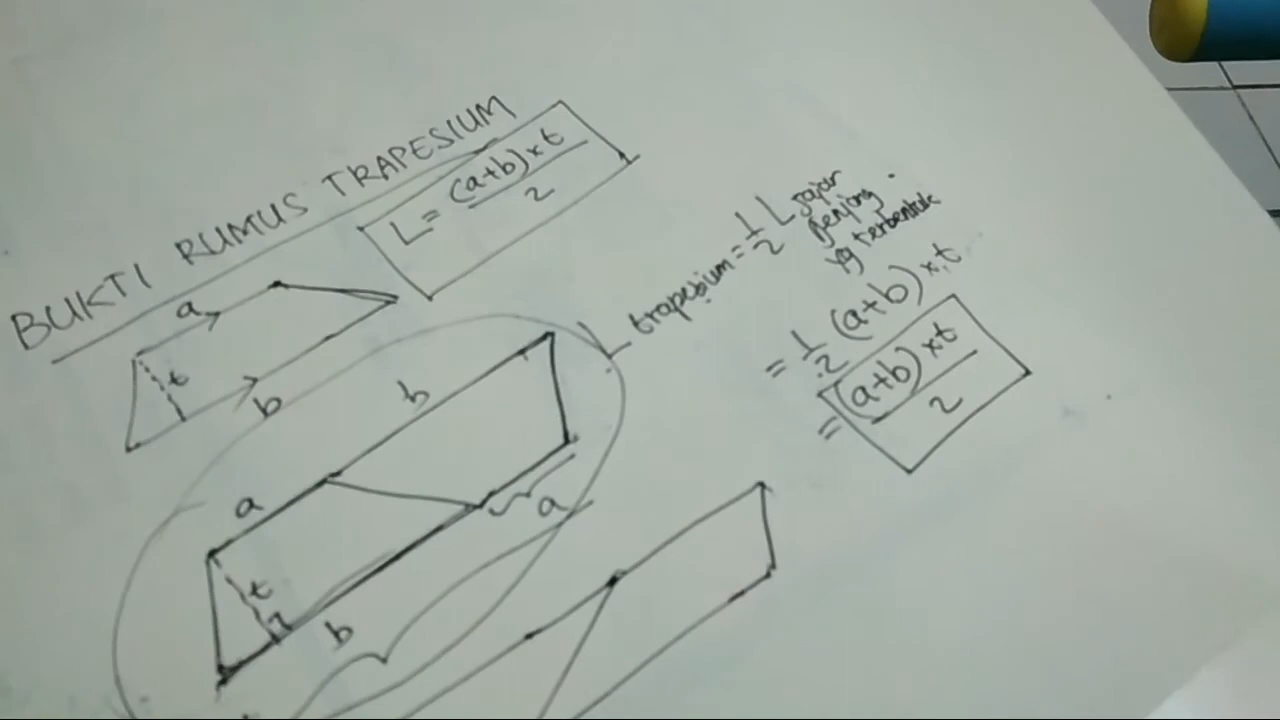 BUKTI RUMUS TRAPESIUM
L = (a+b) x t / 2
a
t
b
b
a
t
b
a
L trapesium = 1/2 L jajar
genjang
yg terbentuk
= 1/2 (a+b) x t
= (a+b) x t / 2